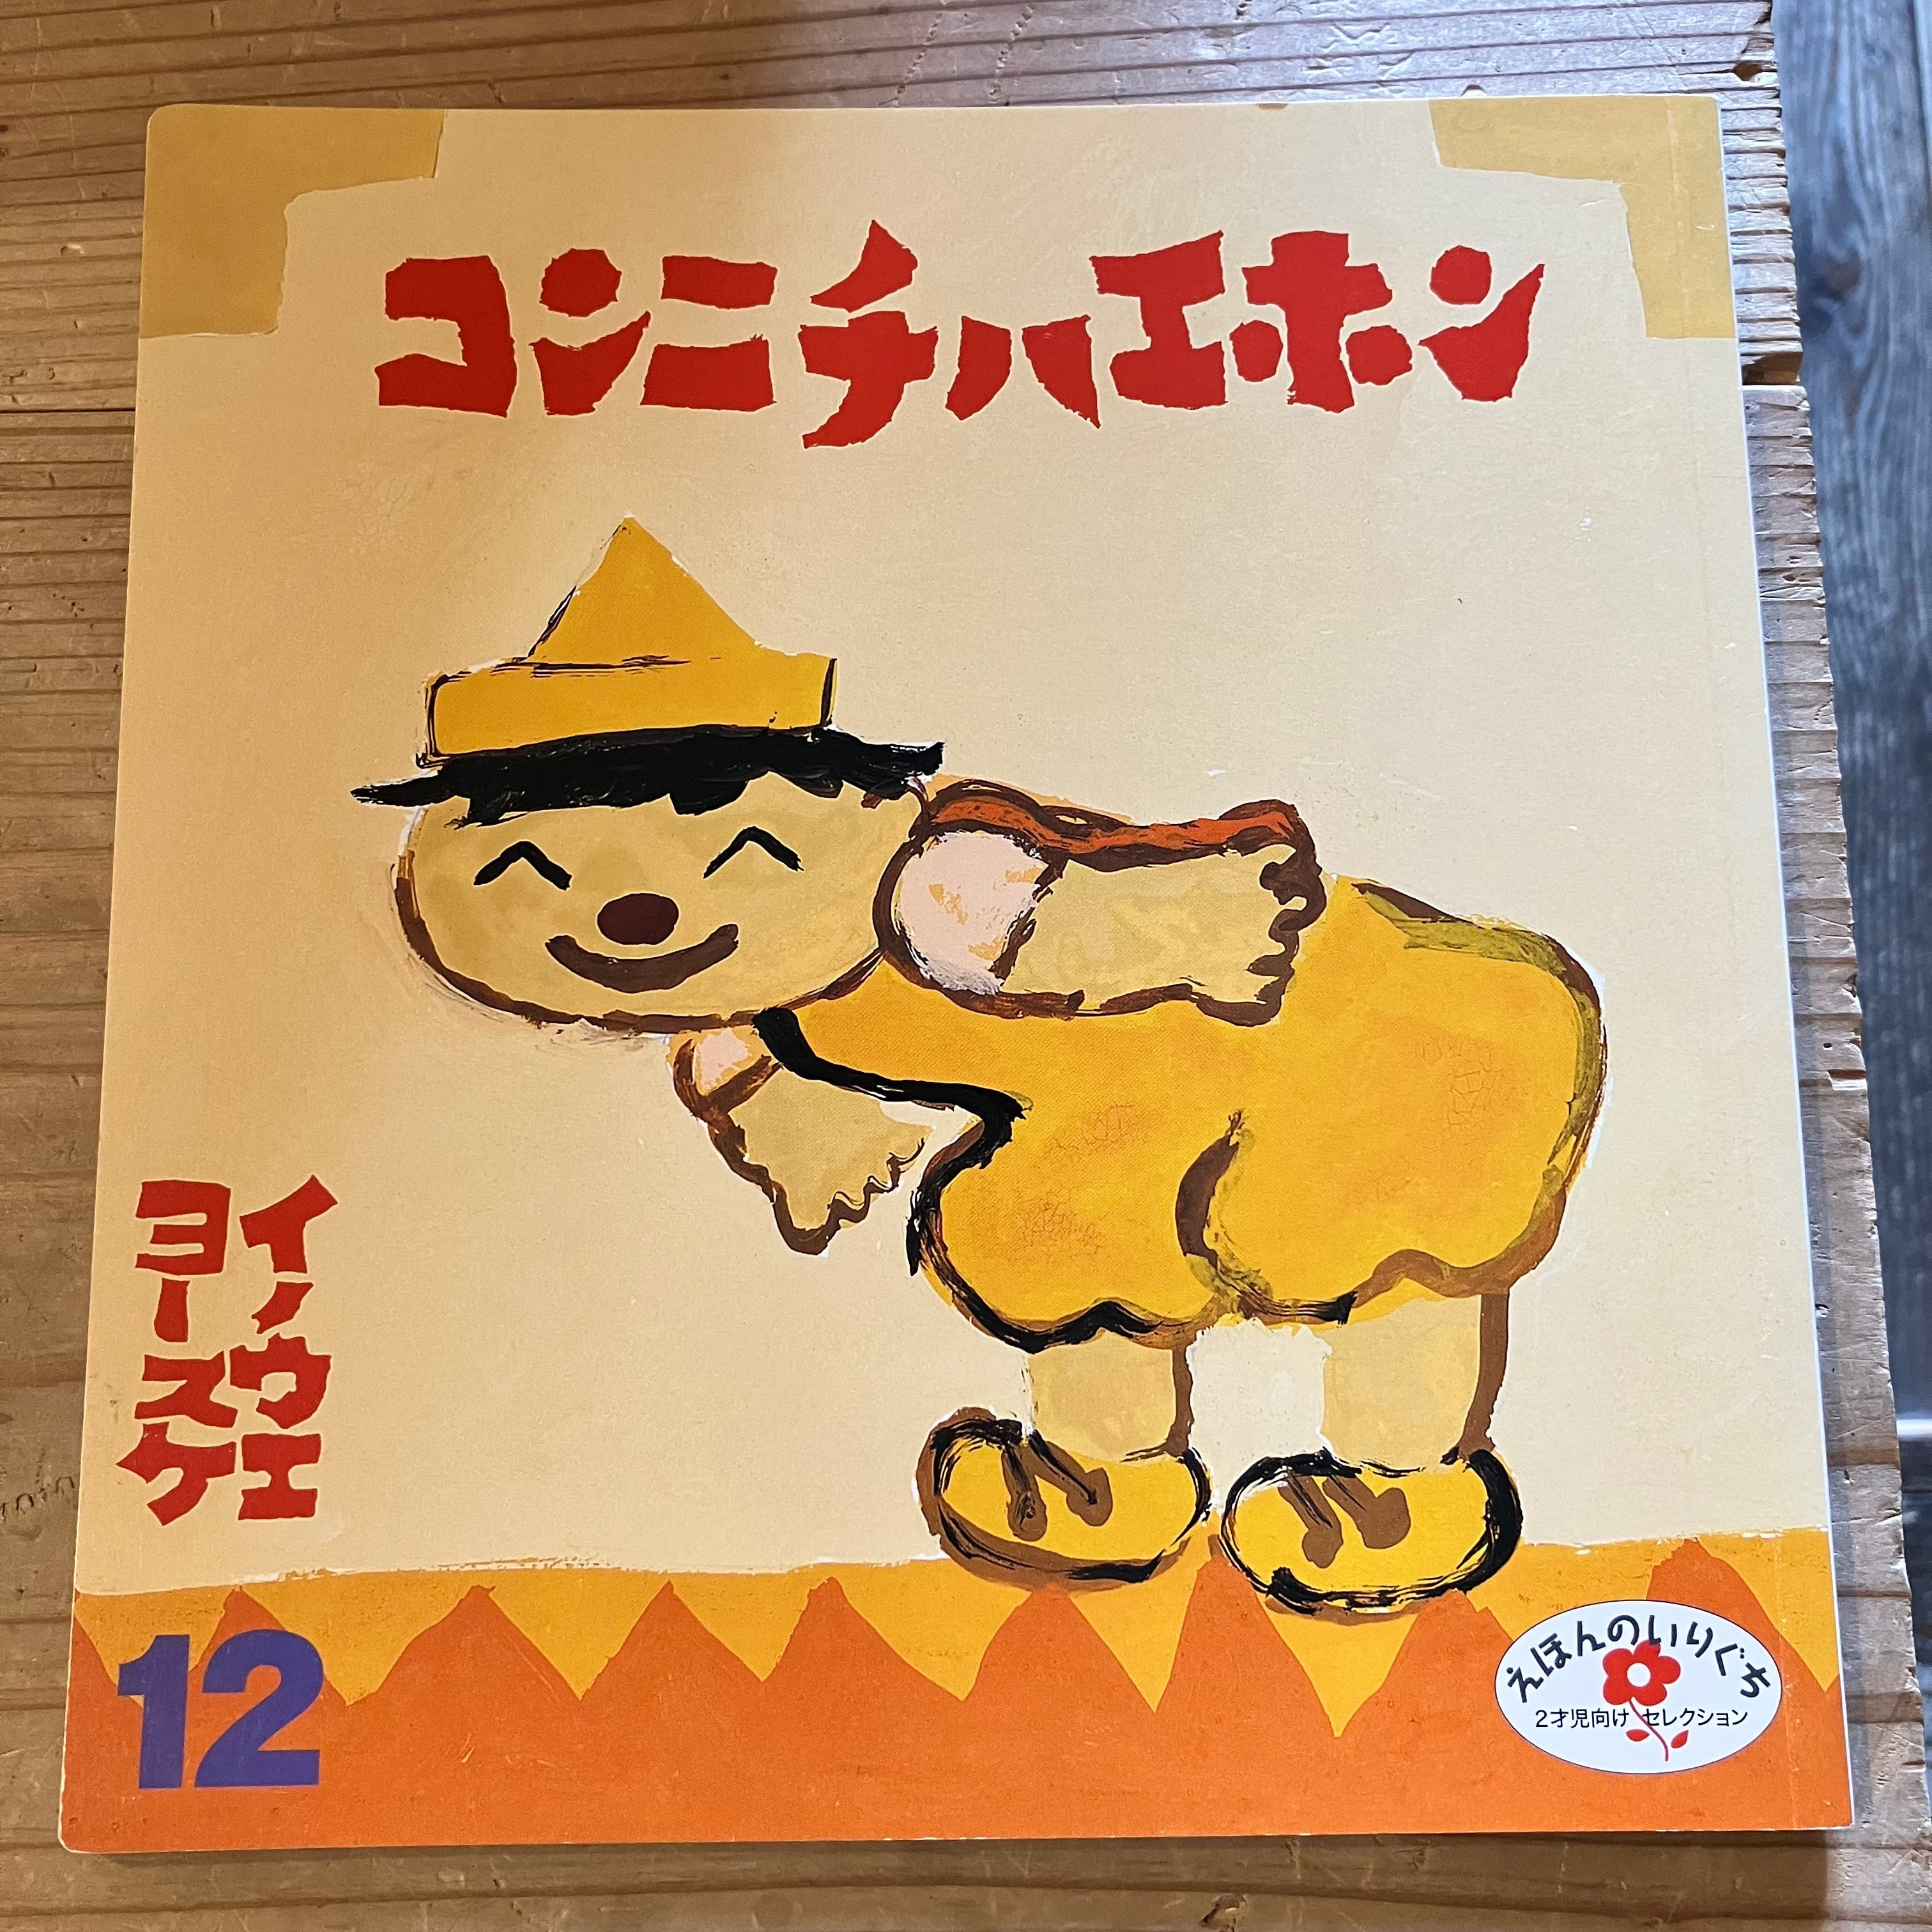 コンニチハエホン
イノウエ
ヨースケ
12
えほんのいりぐち
2才児向け セレクション